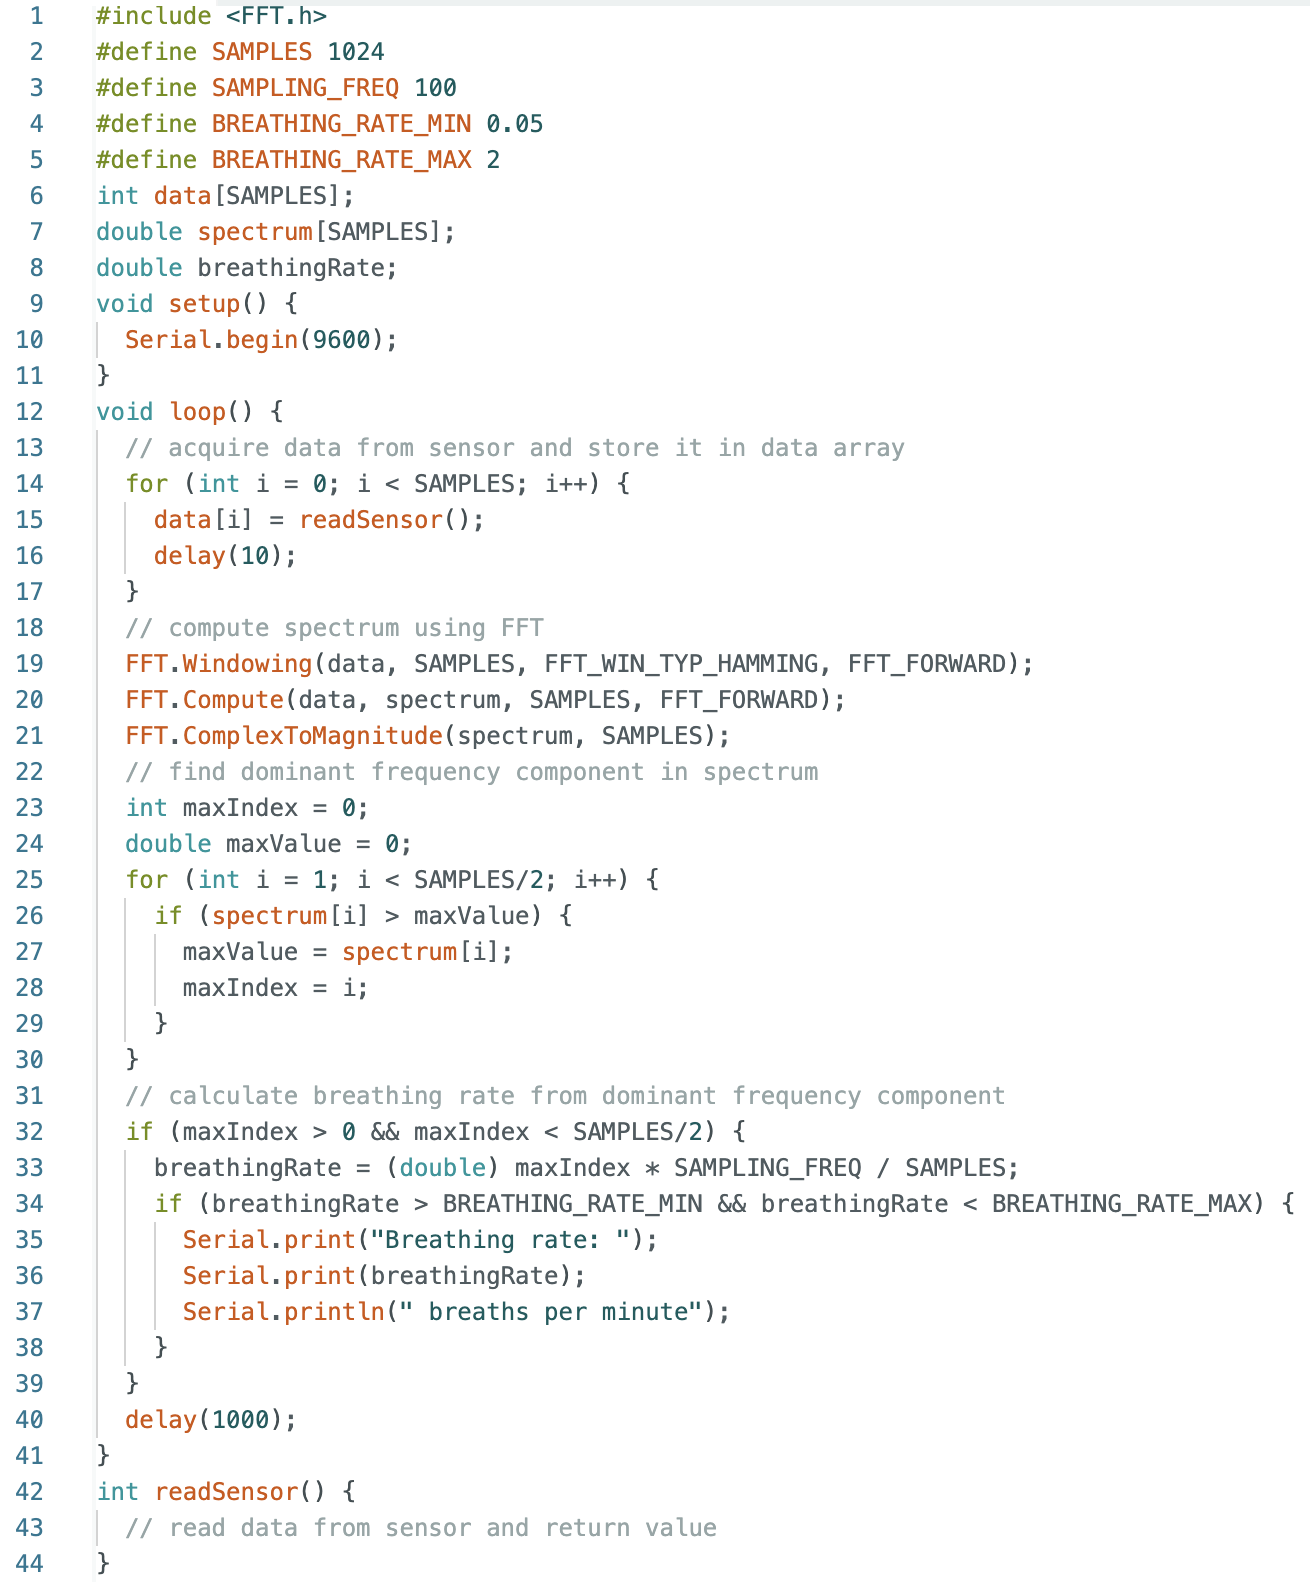 1 #include <FFT.h>
2 #define SAMPLES 1024
3 #define SAMPLING_FREQ 100
4 #define BREATHING_RATE_MIN 0.05
5 #define BREATHING_RATE_MAX 2
6 int data[SAMPLES];
7 double spectrum[SAMPLES];
8 double breathingRate;
9 void setup() {
10   Serial.begin(9600);
11 }
12 void loop() {
13   // acquire data from sensor and store it in data array
14   for (int i = 0; i < SAMPLES; i++) {
15     data[i] = readSensor();
16     delay(10);
17   }
18   // compute spectrum using FFT
19   FFT.Windowing(data, SAMPLES, FFT_WIN_TYP_HAMMING, FFT_FORWARD);
20   FFT.Compute(data, spectrum, SAMPLES, FFT_FORWARD);
21   FFT.ComplexToMagnitude(spectrum, SAMPLES);
22   // find dominant frequency component in spectrum
23   int maxIndex = 0;
24   double maxValue = 0;
25   for (int i = 1; i < SAMPLES/2; i++) {
26     if (spectrum[i] > maxValue) {
27       maxValue = spectrum[i];
28       maxIndex = i;
29     }
30   }
31   // calculate breathing rate from dominant frequency component
32   if (maxIndex > 0 && maxIndex < SAMPLES/2) {
33     breathingRate = (double) maxIndex * SAMPLING_FREQ / SAMPLES;
34     if (breathingRate > BREATHING_RATE_MIN && breathingRate < BREATHING_RATE_MAX) {
35       Serial.print("Breathing rate: ");
36       Serial.print(breathingRate);
37       Serial.println(" breaths per minute");
38     }
39   }
40   delay(1000);
41 }
42 int readSensor() {
43   // read data from sensor and return value
44 }